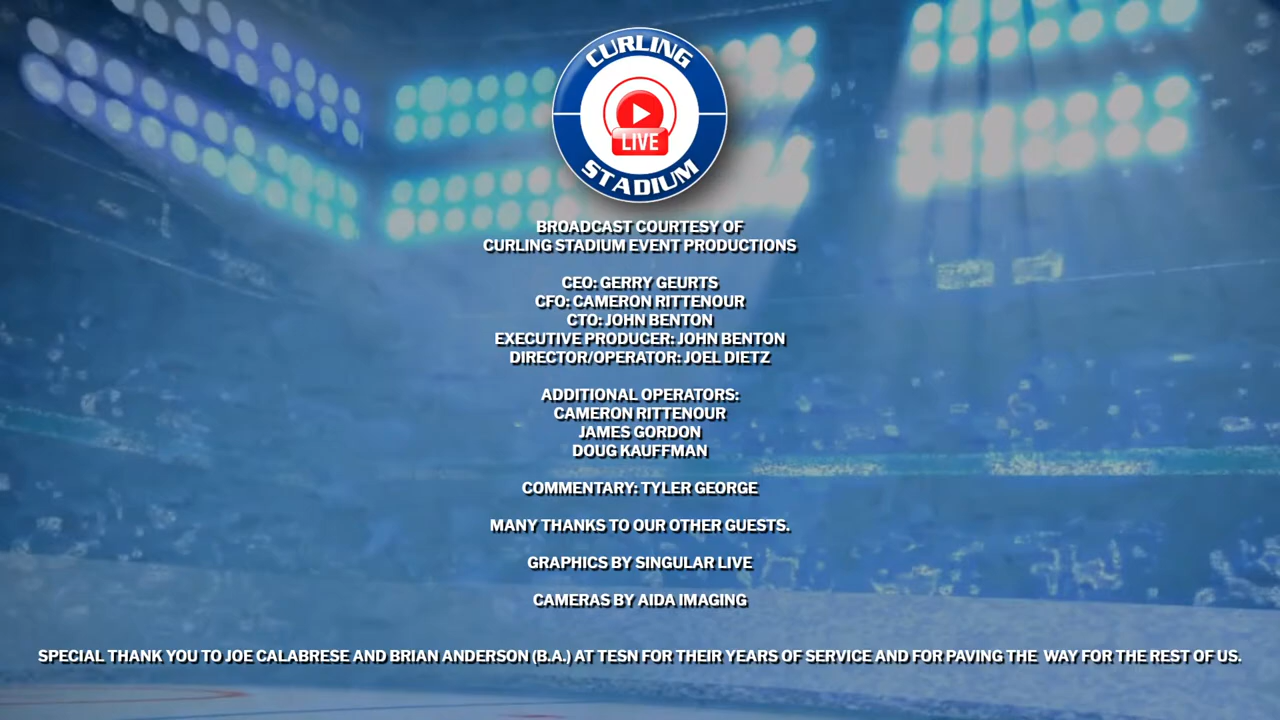 CURLING
LIVE
STADIUM
BROADCAST COURTESY OF
CURLING STADIUM EVENT PRODUCTIONS
CEO: GERRY GEURTS
CFO: CAMERON RITTENOUR
CTO: JOHN BENTON
EXECUTIVE PRODUCER: JOHN BENTON
DIRECTOR/OPERATOR: JOEL DIETZ
ADDITIONAL OPERATORS:
CAMERON RITTENOUR
JAMES GORDON
DOUG KAUFFMAN
COMMENTARY: TYLER GEORGE
MANY THANKS TO OUR OTHER GUESTS.
GRAPHICS BY SINGULAR LIVE
CAMERAS BY AIDA IMAGING
SPECIAL THANK YOU TO JOE CALABRESE AND BRIAN ANDERSON (B.A.) AT TESN FOR THEIR YEARS OF SERVICE AND FOR PAVING THE WAY FOR THE REST OF US.